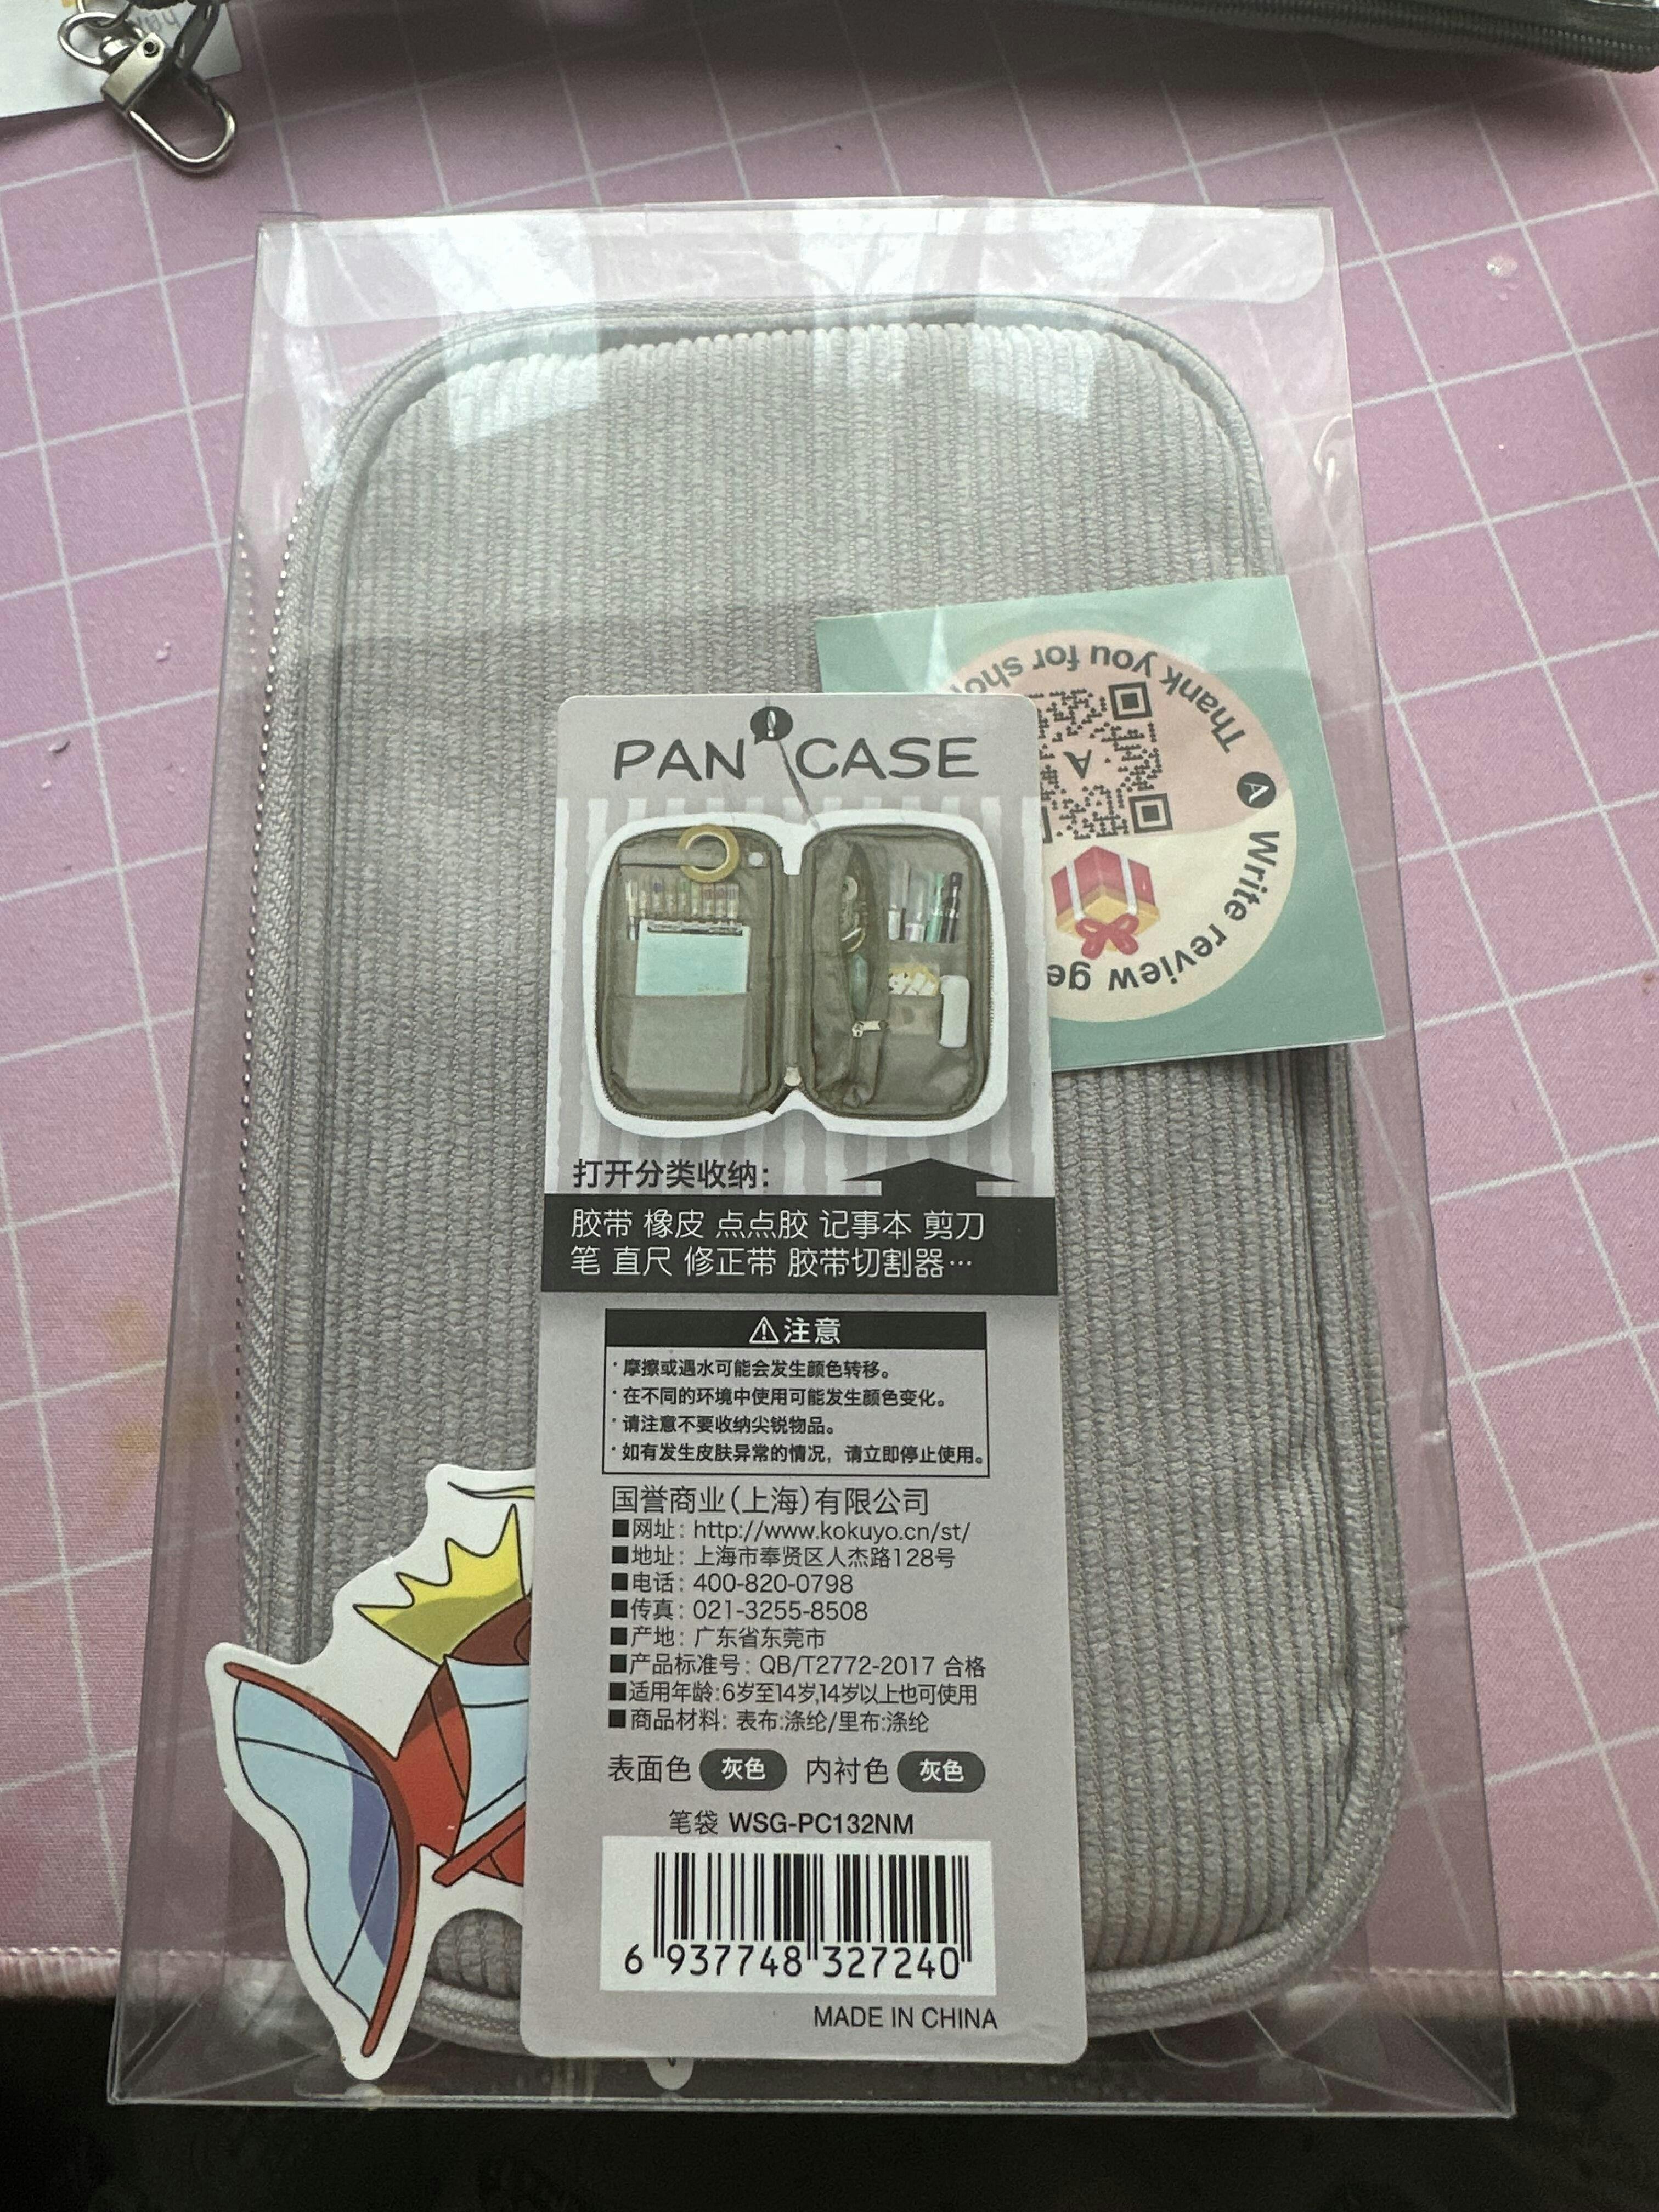 PAN CASE
打开分类收纳：
胶带 橡皮 点点胶 记事本 剪刀
笔 直尺 修正带 胶带切割器…
⚠注意
·摩擦或遇水可能会发生颜色转移。
·在不同的环境中使用可能发生颜色变化。
·请注意不要收纳尖锐物品。
·如有发生皮肤异常的情况，请立即停止使用。
国誉商业（上海）有限公司
■网址：http://www.kokuyo.cn/st/
■地址：上海市奉贤区人杰路128号
■电话：400-820-0798
■传真：021-3255-8508
■产地：广东省东莞市
■产品标准号：QB/T2772-2017 合格
■适用年龄:6岁至14岁,14岁以上也可使用
■商品材料：表布:涤纶/里布:涤纶
表面色 灰色 内衬色 灰色
笔袋 WSG-PC132NM
6 937748 327240
MADE IN CHINA
Thank you for
A
A
Write review